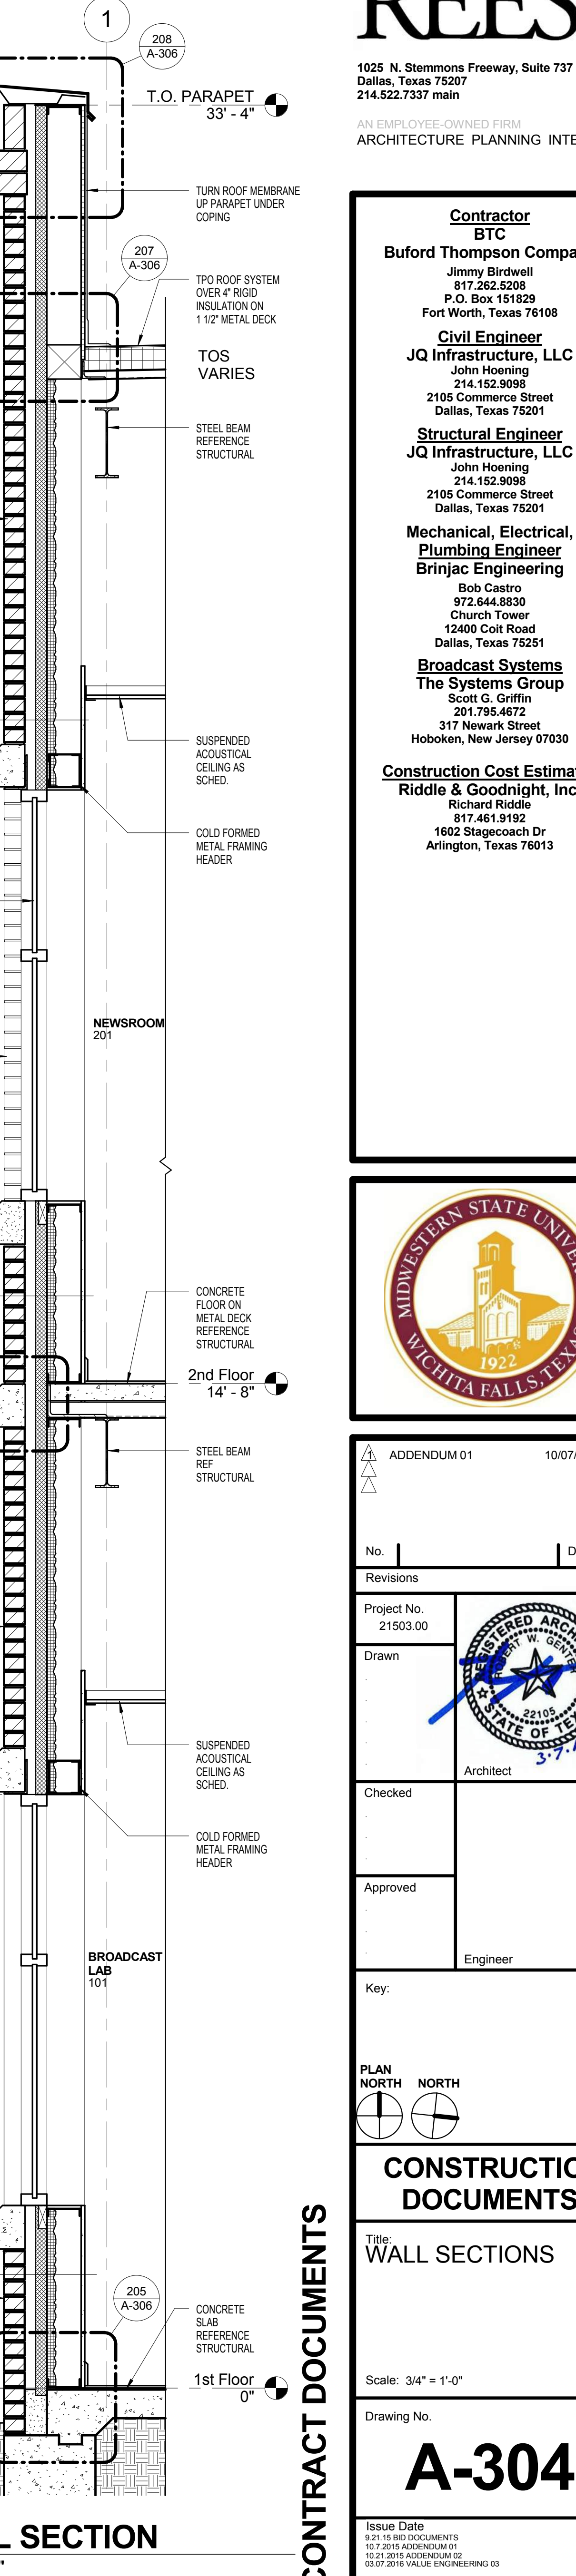 1
208
A-306
T.O. PARAPET
33' - 4"
TURN ROOF MEMBRANE
UP PARAPET UNDER
COPING
207
A-306
TPO ROOF SYSTEM
OVER 4" RIGID
INSULATION ON
1 1/2" METAL DECK
TOS
VARIES
STEEL BEAM
REFERENCE
STRUCTURAL
SUSPENDED
ACOUSTICAL
CEILING AS
SCHED.
COLD FORMED
METAL FRAMING
HEADER
NEWSROOM
201
CONCRETE
FLOOR ON
METAL DECK
REFERENCE
STRUCTURAL
2nd Floor
14' - 8"
STEEL BEAM
REF
STRUCTURAL
SUSPENDED
ACOUSTICAL
CEILING AS
SCHED.
COLD FORMED
METAL FRAMING
HEADER
BROADCAST
LAB
101
205
A-306
CONCRETE
SLAB
REFERENCE
STRUCTURAL
1st Floor
0"
SECTION
CONTRACT DOCUMENTS
REES
1025 N. Stemmons Freeway, Suite 737
Dallas, Texas 75207
214.522.7337 main
AN EMPLOYEE-OWNED FIRM
ARCHITECTURE PLANNING INTE
Contractor
BTC
Buford Thompson Compa
Jimmy Birdwell
817.262.5208
P.O. Box 151829
Fort Worth, Texas 76108
Civil Engineer
JQ Infrastructure, LLC
John Hoening
214.152.9098
2105 Commerce Street
Dallas, Texas 75201
Structural Engineer
JQ Infrastructure, LLC
John Hoening
214.152.9098
2105 Commerce Street
Dallas, Texas 75201
Mechanical, Electrical,
Plumbing Engineer
Brinjac Engineering
Bob Castro
972.644.8830
Church Tower
12400 Coit Road
Dallas, Texas 75251
Broadcast Systems
The Systems Group
Scott G. Griffin
201.795.4672
317 Newark Street
Hoboken, New Jersey 07030
Construction Cost Estima
Riddle & Goodnight, Inc
Richard Riddle
817.461.9192
1602 Stagecoach Dr
Arlington, Texas 76013
MIDWESTERN STATE UNIVER
1922
WICHITA FALLS, TEXAS
1 ADDENDUM 01 10/07/
No. D
Revisions
Project No.
21503.00
Drawn
REGISTERED ARCH
ROBERT W. GENTE
22105
STATE OF TEX
3.7.1
Architect
Checked
Approved
Engineer
Key:
PLAN
NORTH NORTH
CONSTRUCTIO
DOCUMENTS
Title:
WALL SECTIONS
Scale: 3/4" = 1'-0"
Drawing No.
A-304
Issue Date
9.21.15 BID DOCUMENTS
10.7.2015 ADDENDUM 01
10.21.2015 ADDENDUM 02
03.07.2016 VALUE ENGINEERING 03